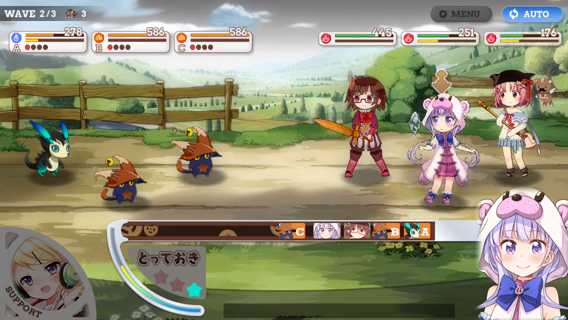 WAVE 2/3 3
MENU
AUTO
278
586
586
445
251
176
A
B
C
C
B
A
とっておき
SUPPORT